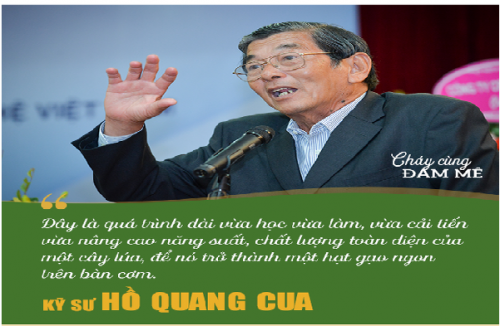 Cháy cùng
ĐAM MÊ
“
Đây là quá trình dài vừa học vừa làm, vừa cải tiến
vừa nâng cao năng suất, chất lượng toàn diện của
một cây lúa, để nó trở thành một hạt gạo ngon
trên bàn cơm.
KỸ SƯ HỒ QUANG CUA